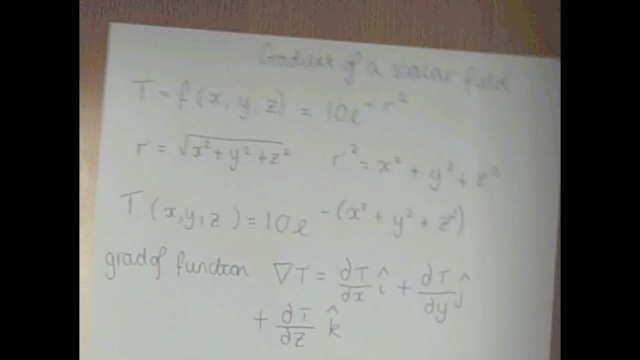 Gradient of a scalar field
T = f(x, y, z) = 10e^{-r^2}
r = √(x²+y²+z²) r² = x² + y² + z²
T(x,y,z) = 10e^{-(x²+y²+z²)}
grad of function ∇T = ∂T/∂x î + ∂T/∂y ĵ
+ ∂T/∂z k̂